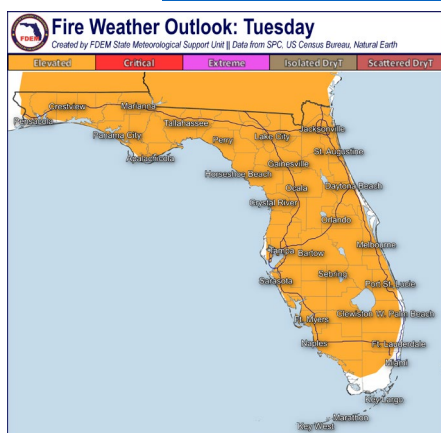 Fire Weather Outlook: Tuesday
Created by FDEM State Meteorological Support Unit || Data from SPC, US Census Bureau, Natural Earth
FDEM
Elevated Critical Extreme Isolated DryT Scattered DryT
Crestview Marianna
Pensacola Tallahassee Jacksonville
Panama City Perry Lake City
Apalachicola St. Augustine
Gainesville
Horseshoe Beach
Ocala Daytona Beach
Crystal River
Orlando
Melbourne
Tampa Bartow
Sebring
Sarasota Port St. Lucie
Clewiston W. Palm Beach
Ft. Myers
Naples Ft. Lauderdale
Miami
Key Largo
Marathon
Key West